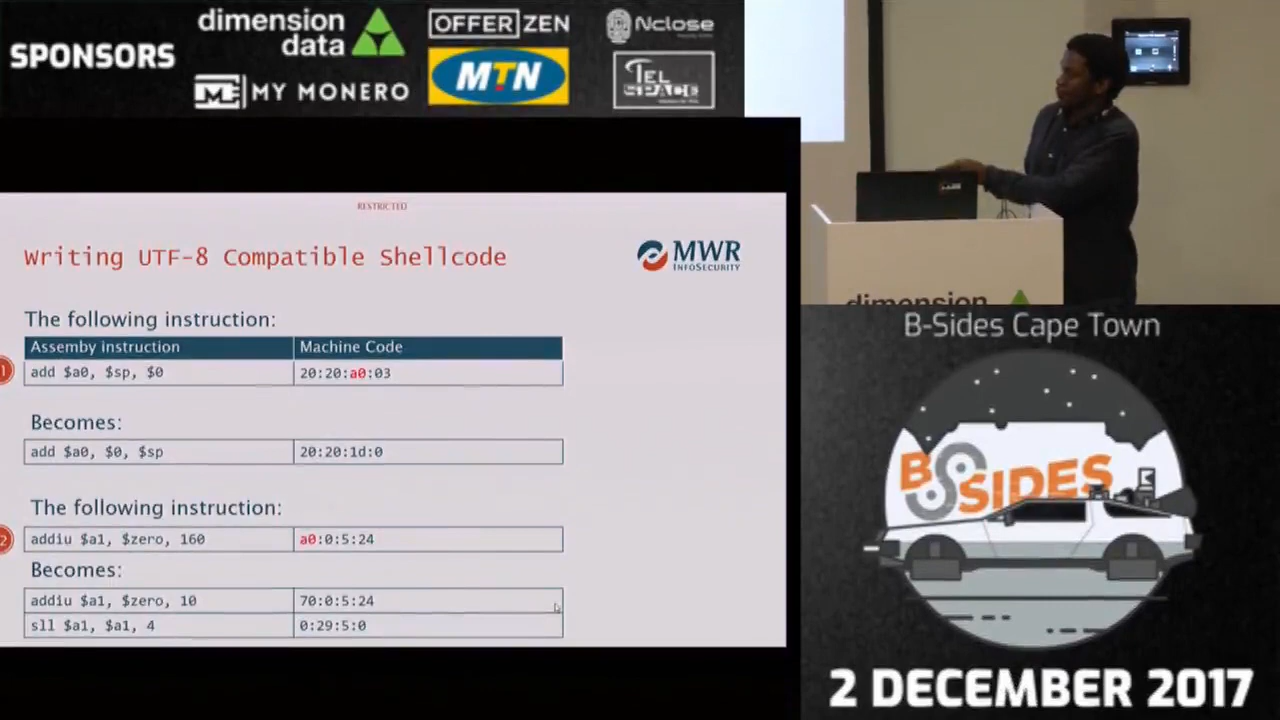 SPONSORS
dimension
data
OFFERZEN
Nclose
MY MONERO
MTN
TEL
SPACE
RESTRICTED
Writing UTF-8 Compatible Shellcode
MWR
INFOSECURITY
The following instruction:
Assemby instruction Machine Code
1 add $a0, $sp, $0 20:20:a0:03
Becomes:
add $a0, $0, $sp 20:20:1d:0
The following instruction:
2 addiu $a1, $zero, 160 a0:0:5:24
Becomes:
addiu $a1, $zero, 10 70:0:5:24
sll $a1, $a1, 4 0:29:5:0
dimension
B-Sides Cape Town
B SIDES
2 DECEMBER 2017